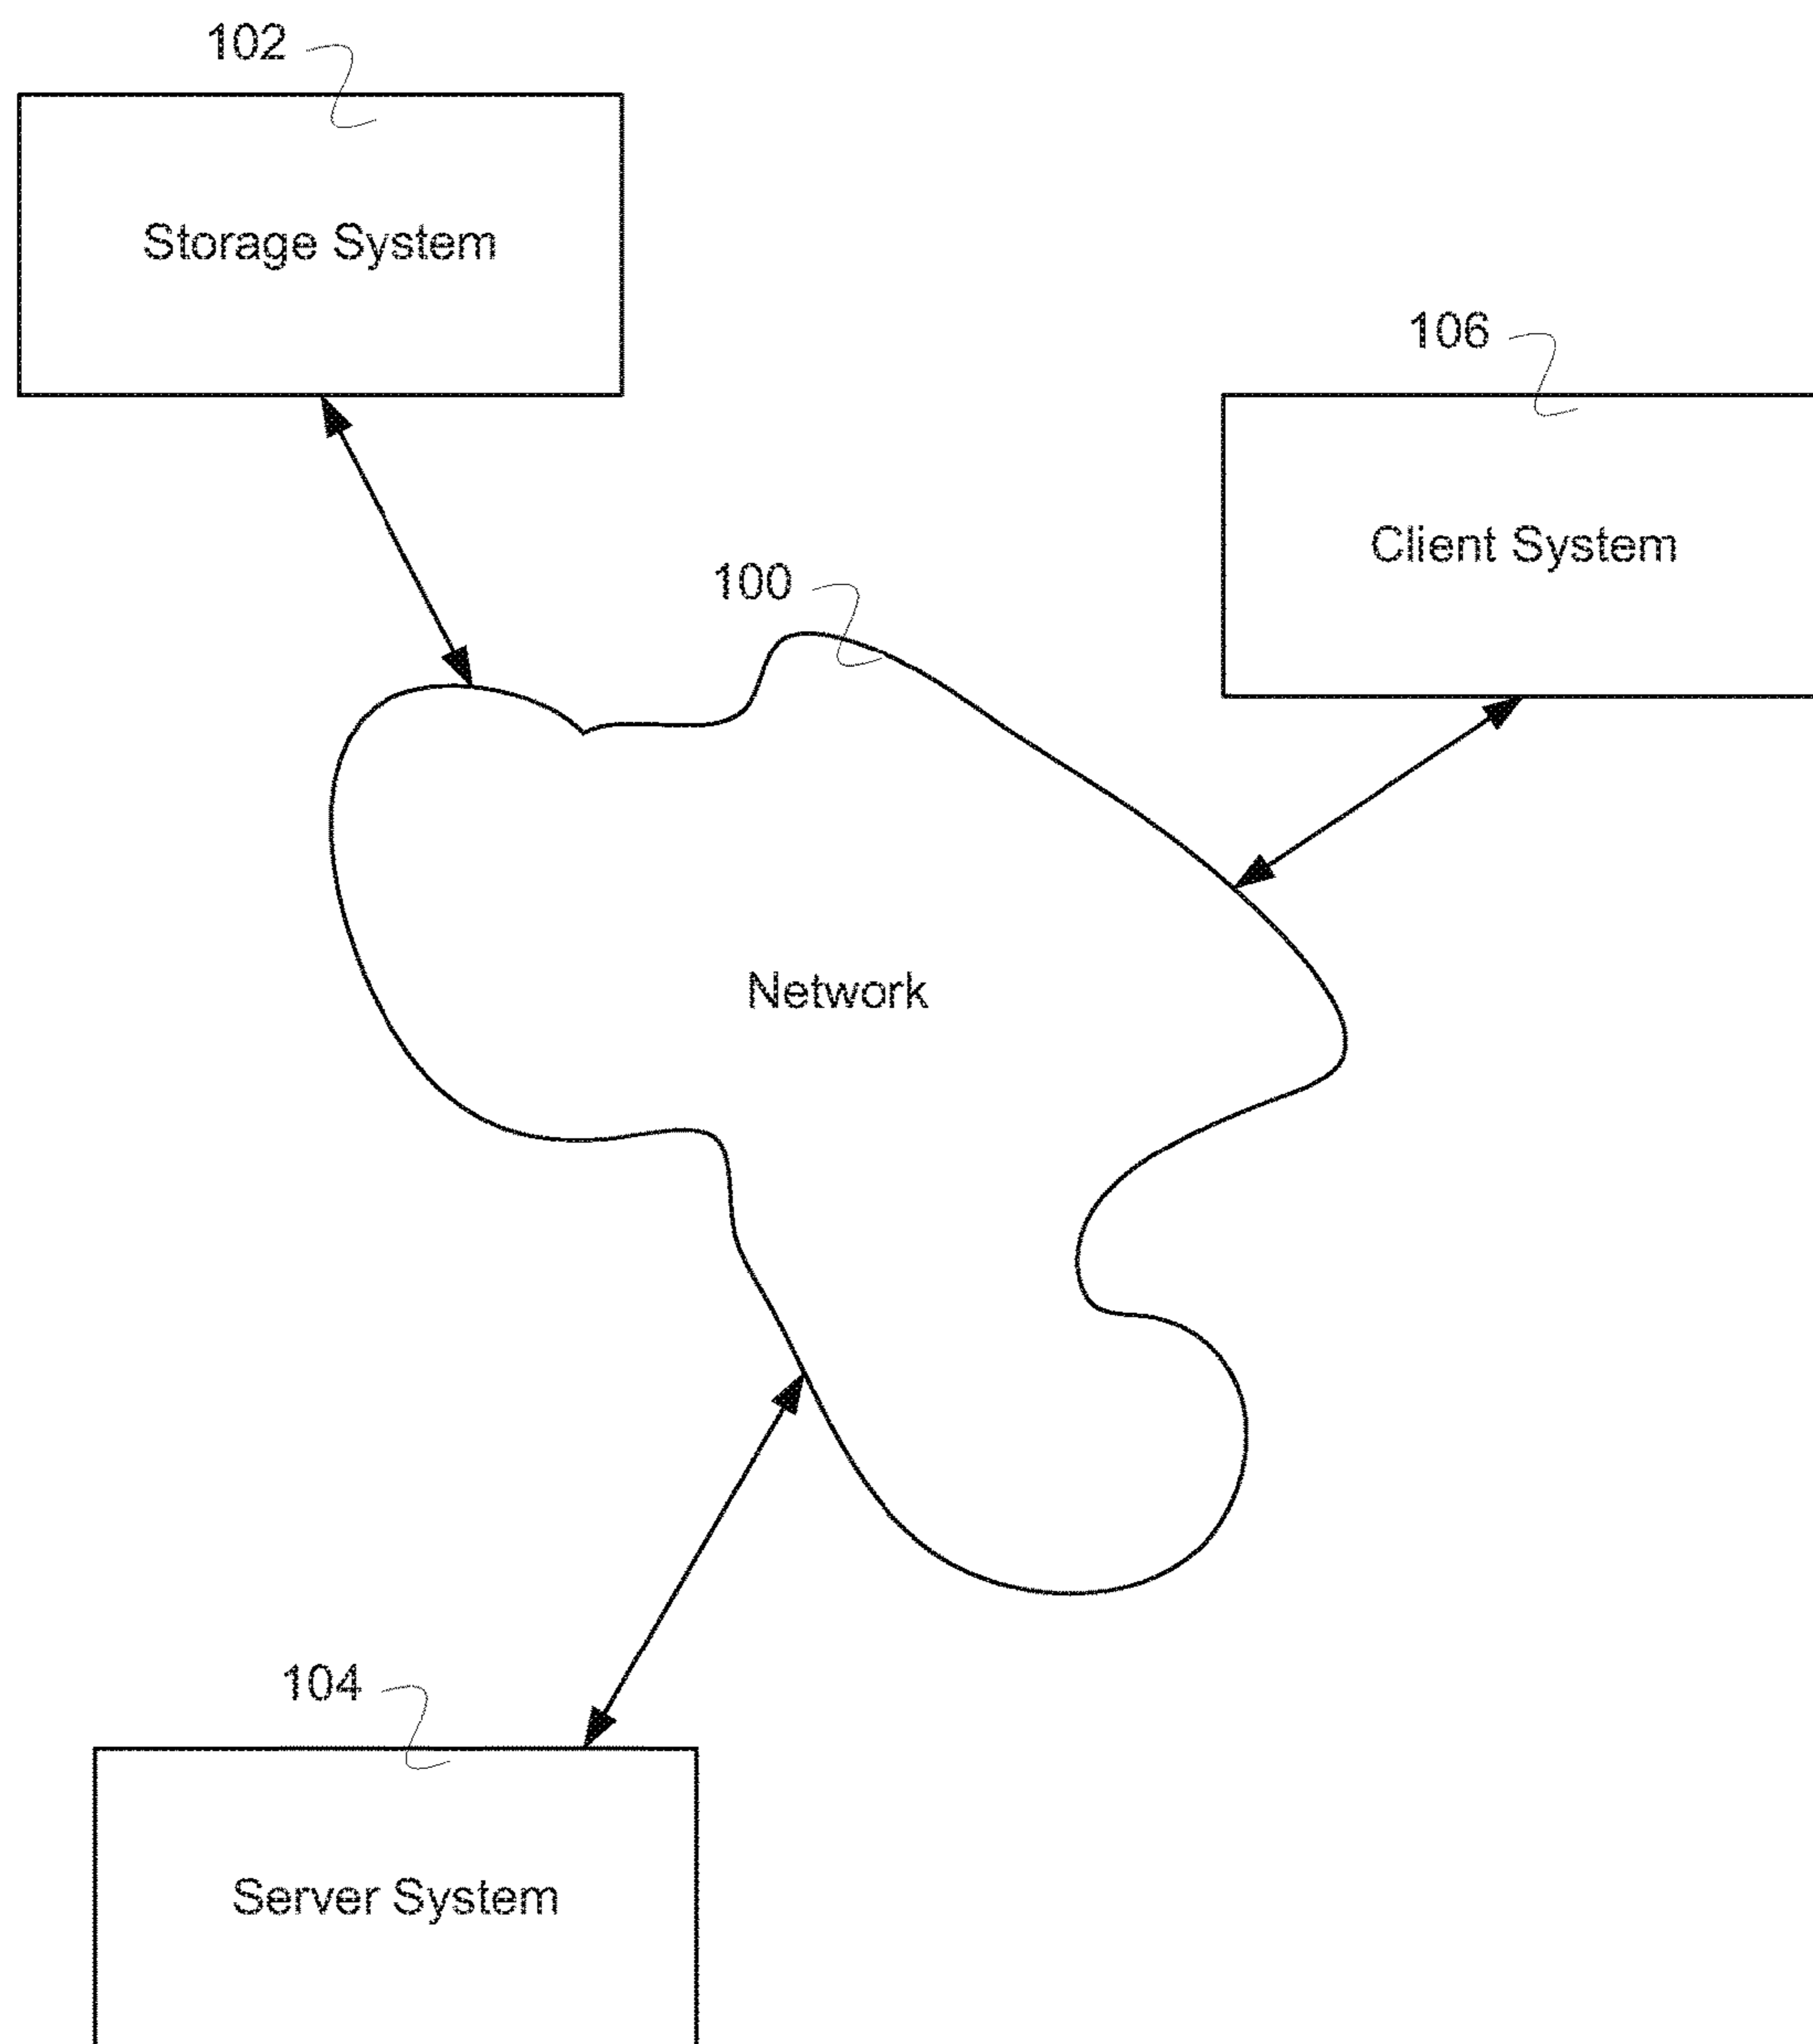 102
Storage System
106
Client System
100
Network
104
Server System